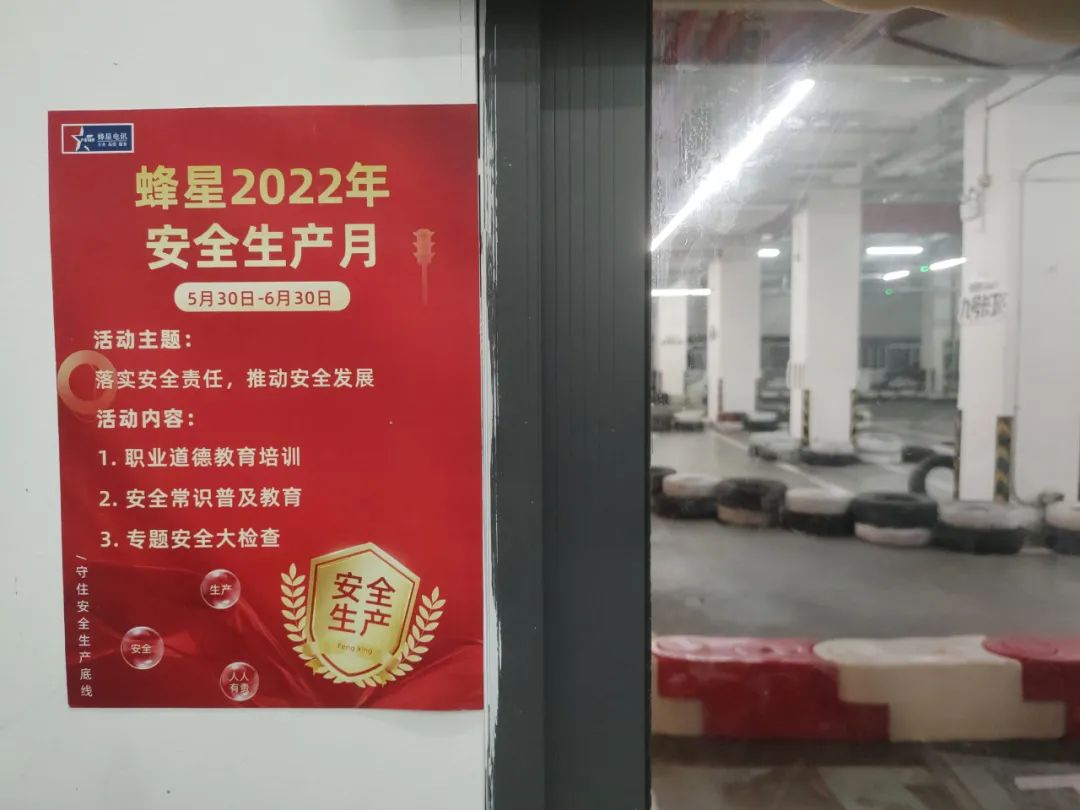 蜂星电讯
蜂星2022年
安全生产月
5月30日-6月30日
活动主题：
落实安全责任，推动安全发展
活动内容：
1. 职业道德教育培训
2. 安全常识普及教育
3. 专题安全大检查
/守住安全生产底线
生产
安全
人人
有责
安全
生产
Feng Xing